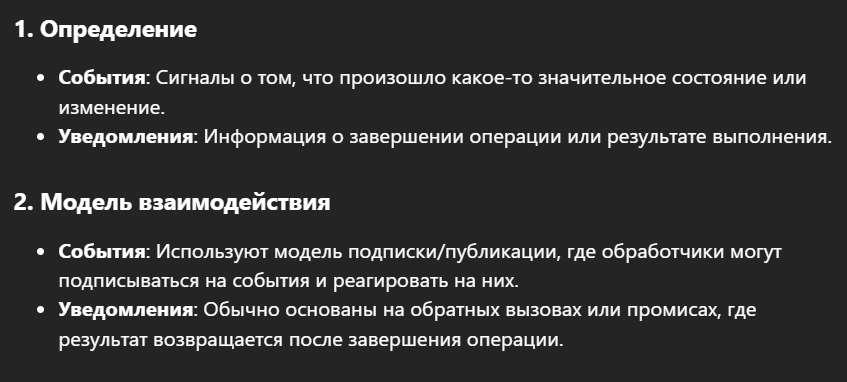 1. Определение
• События: Сигналы о том, что произошло какое-то значительное состояние или
изменение.
• Уведомления: Информация о завершении операции или результате выполнения.
2. Модель взаимодействия
• События: Используют модель подписки/публикации, где обработчики могут
подписываться на события и реагировать на них.
• Уведомления: Обычно основаны на обратных вызовах или промисах, где
результат возвращается после завершения операции.